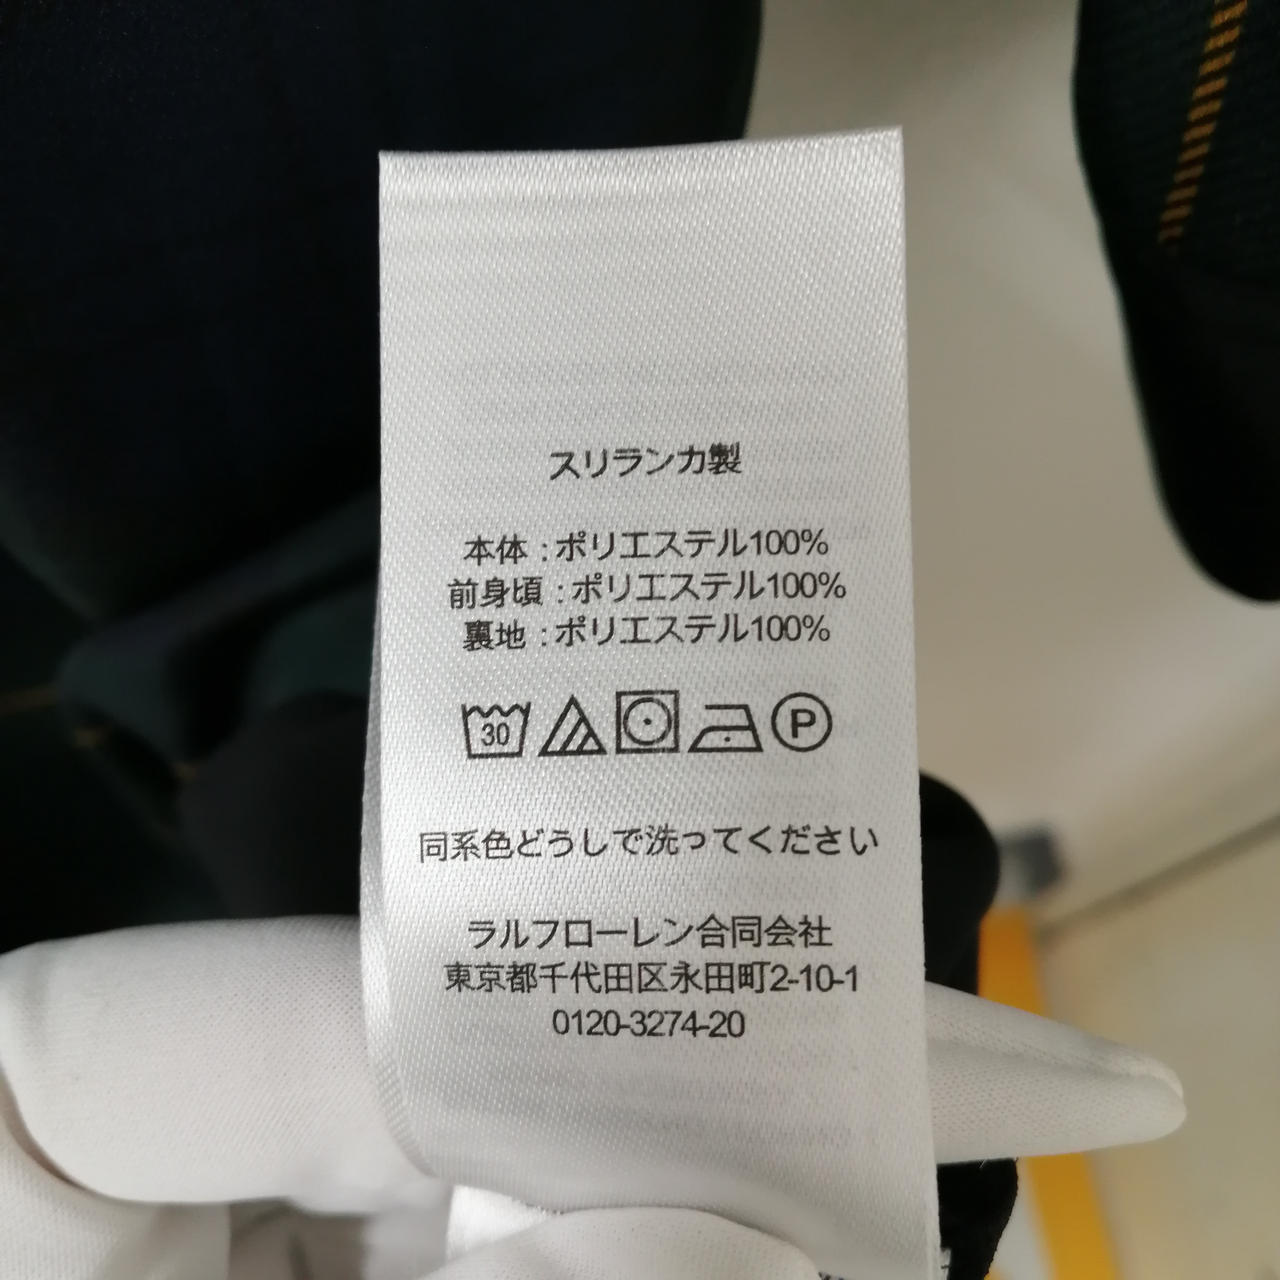 スリランカ製
本体 : ポリエステル100%
前身頃 : ポリエステル100%
裏地 : ポリエステル100%
30
P
同系色どうしで洗ってください
ラルフローレン合同会社
東京都千代田区永田町2-10-1
0120-3274-20